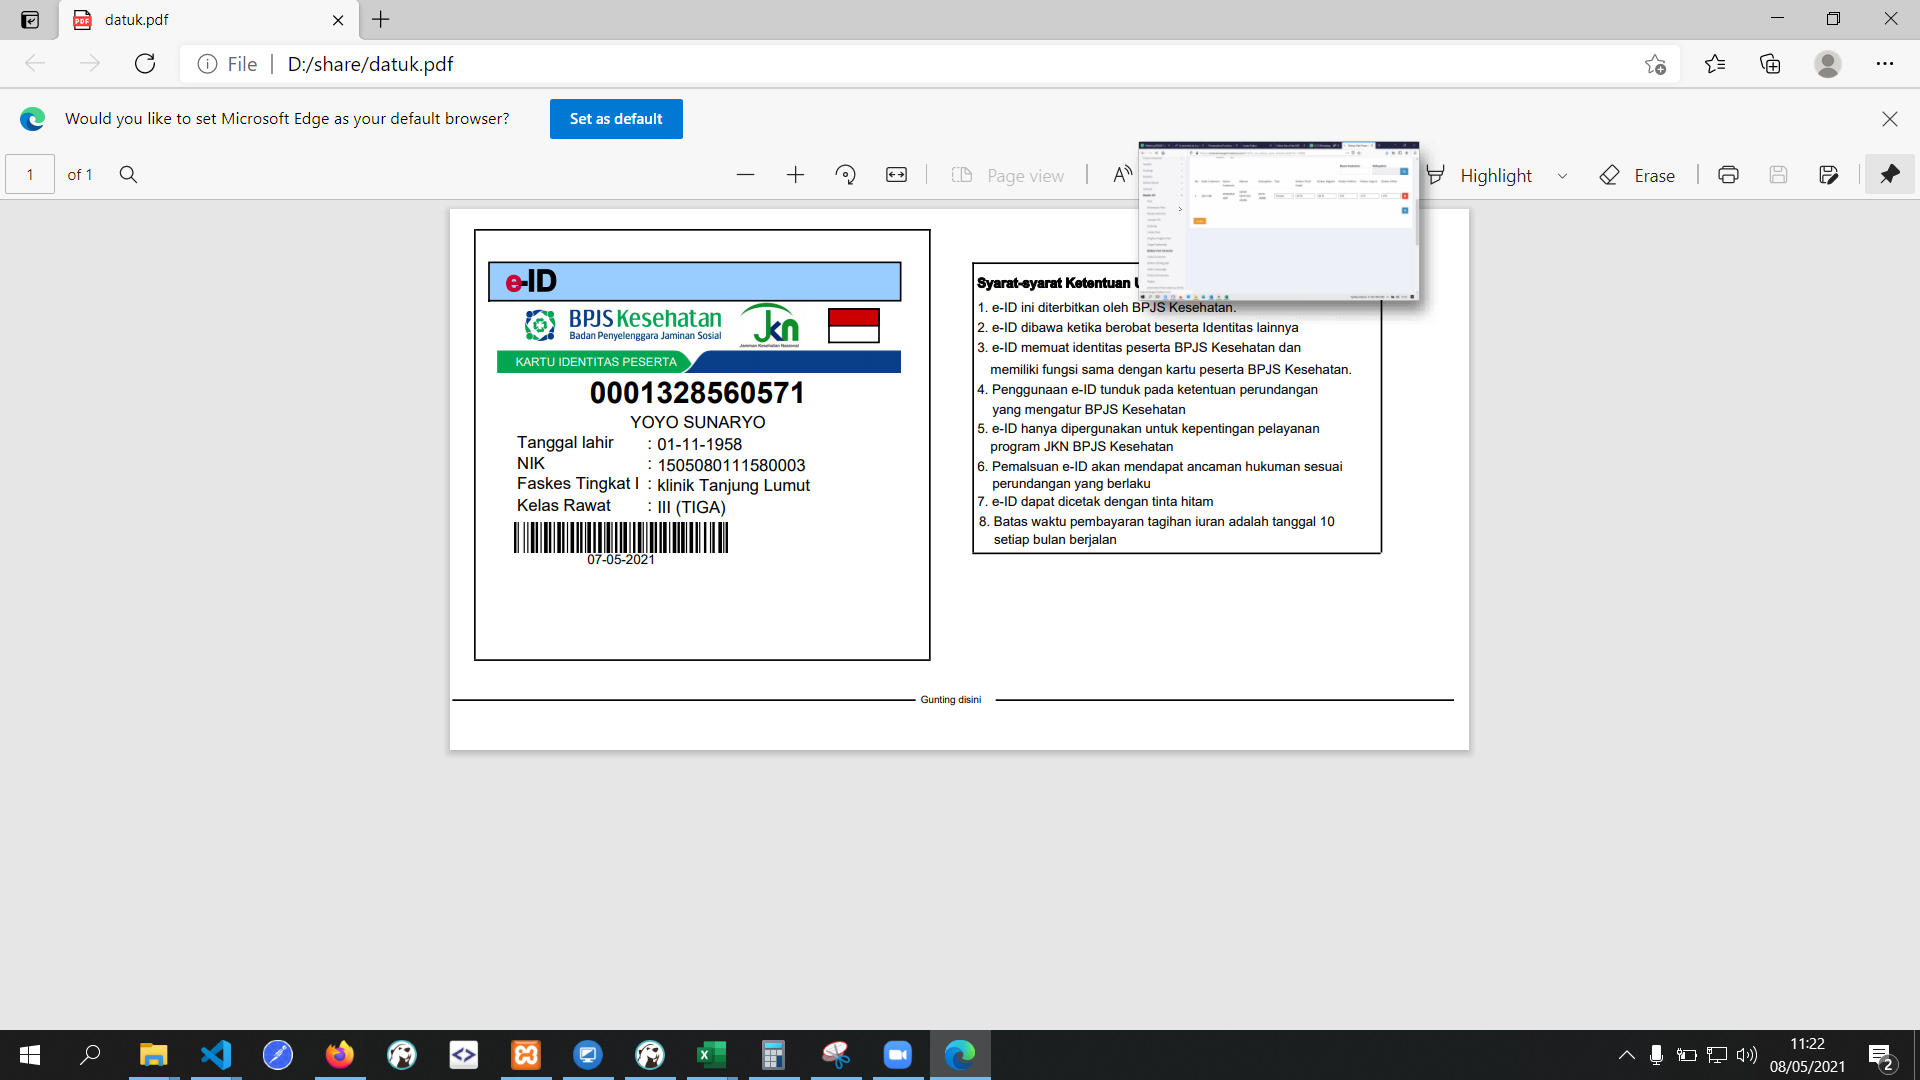 datuk.pdf
File
D:/share/datuk.pdf
Would you like to set Microsoft Edge as your default browser?
Set as default
1
of 1
Page view
Highlight
Erase
e-ID
BPJS Kesehatan
Badan Penyelenggara Jaminan Sosial
jkn
Jaminan Kesehatan Nasional
KARTU IDENTITAS PESERTA
0001328560571
YOYO SUNARYO
Tanggal lahir : 01-11-1958
NIK : 1505080111580003
Faskes Tingkat I : klinik Tanjung Lumut
Kelas Rawat : III (TIGA)
07-05-2021
Syarat-syarat Ketentuan
1. e-ID ini diterbitkan oleh BPJS Kesehatan.
2. e-ID dibawa ketika berobat beserta Identitas lainnya
3. e-ID memuat identitas peserta BPJS Kesehatan dan
memiliki fungsi sama dengan kartu peserta BPJS Kesehatan.
4. Penggunaan e-ID tunduk pada ketentuan perundangan
yang mengatur BPJS Kesehatan
5. e-ID hanya dipergunakan untuk kepentingan pelayanan
program JKN BPJS Kesehatan
6. Pemalsuan e-ID akan mendapat ancaman hukuman sesuai
perundangan yang berlaku
7. e-ID dapat dicetak dengan tinta hitam
8. Batas waktu pembayaran tagihan iuran adalah tanggal 10
setiap bulan berjalan
Gunting disini
11:22
08/05/2021
2